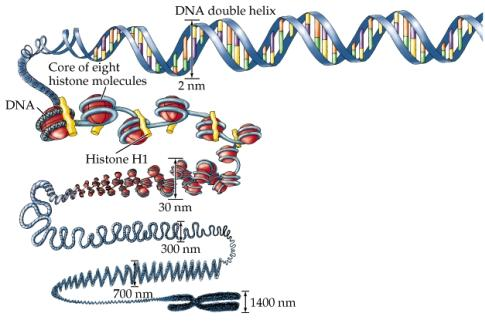 DNA double helix
2 nm
Core of eight
histone molecules
DNA
Histone H1
30 nm
300 nm
700 nm
1400 nm